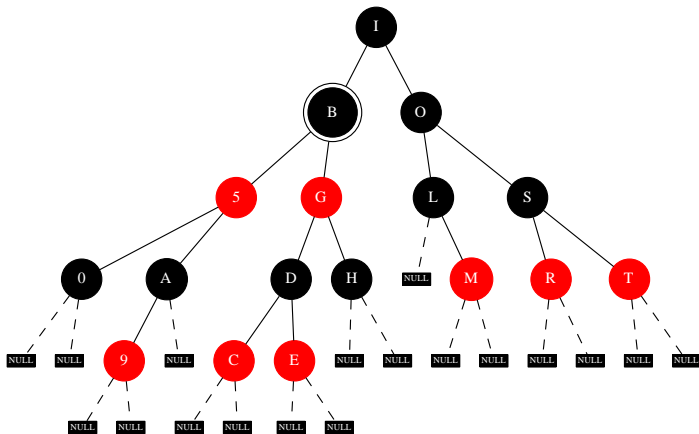 I
B O
5 G L S
0 A D H NULL M R T
NULL NULL 9 NULL C E NULL NULL NULL NULL NULL NULL NULL NULL
NULL NULL NULL NULL NULL NULL